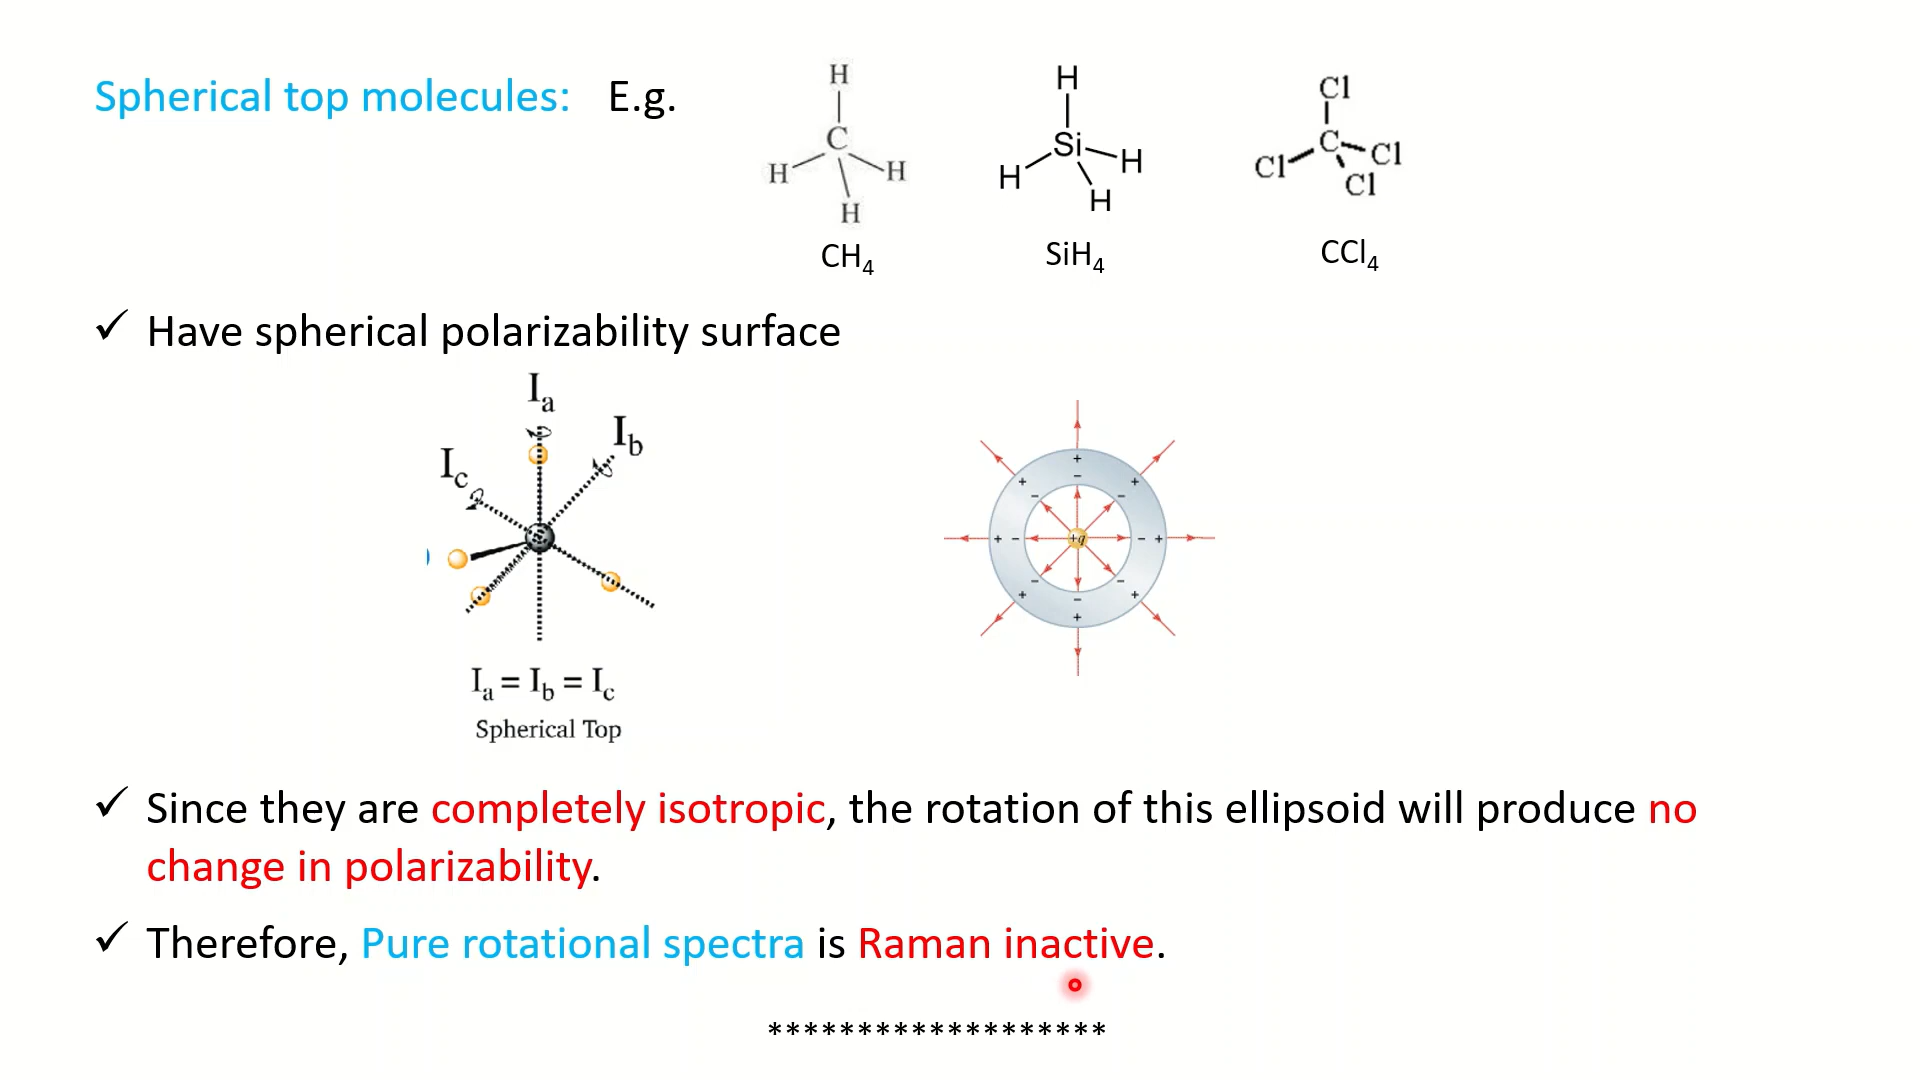 Spherical top molecules: E.g.
H
C
H H
H
CH₄
H
Si
H H
H
SiH₄
Cl
C
Cl Cl
Cl
CCl₄
✓ Have spherical polarizability surface
Iₐ
I_b
I_c
Iₐ = I_b = I_c
Spherical Top
+
−
+ +
− −
+ − +q − +
− −
+ +
−
+
✓ Since they are completely isotropic, the rotation of this ellipsoid will produce no
change in polarizability.
✓ Therefore, Pure rotational spectra is Raman inactive.
*******************